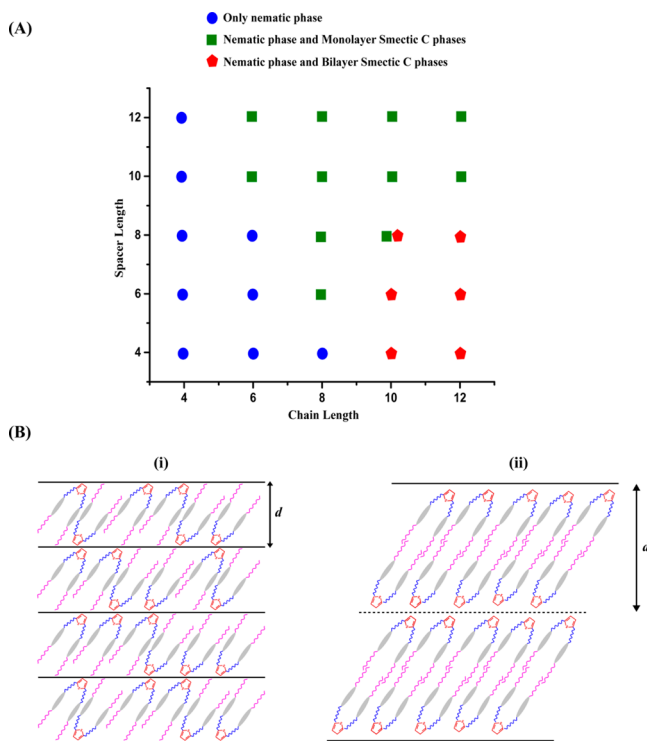 (A)
Only nematic phase
Nematic phase and Monolayer Smectic C phases
Nematic phase and Bilayer Smectic C phases
12
10
8
6
4
Spacer Length
4 6 8 10 12
Chain Length
(B)
(i) (ii)
d
d